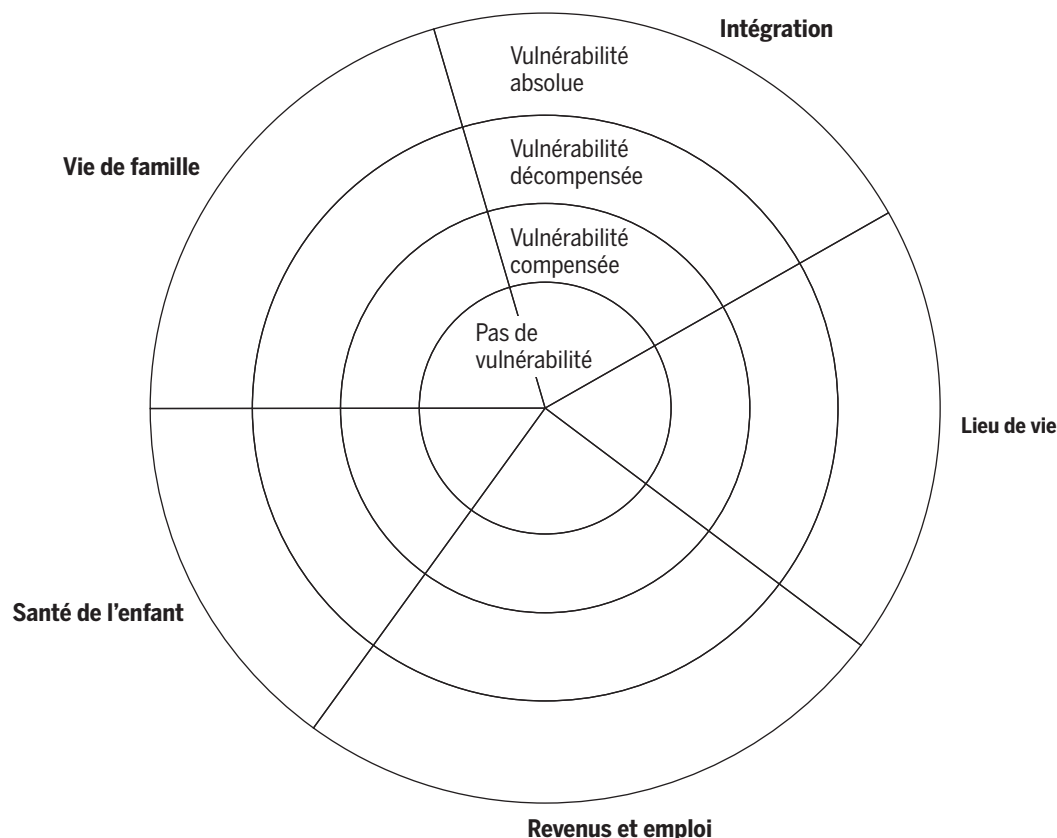 Intégration
Vulnérabilité
absolue
Vie de famille
Vulnérabilité
décompensée
Vulnérabilité
compensée
Pas de
vulnérabilité
Lieu de vie
Santé de l’enfant
Revenus et emploi